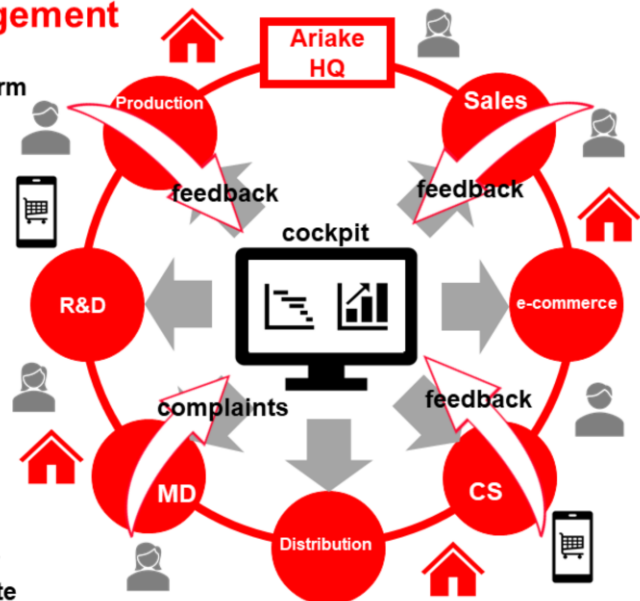 gement
Ariake
HQ
rm
Production
Sales
feedback
feedback
cockpit
R&D
e-commerce
complaints
feedback
MD
CS
Distribution
te